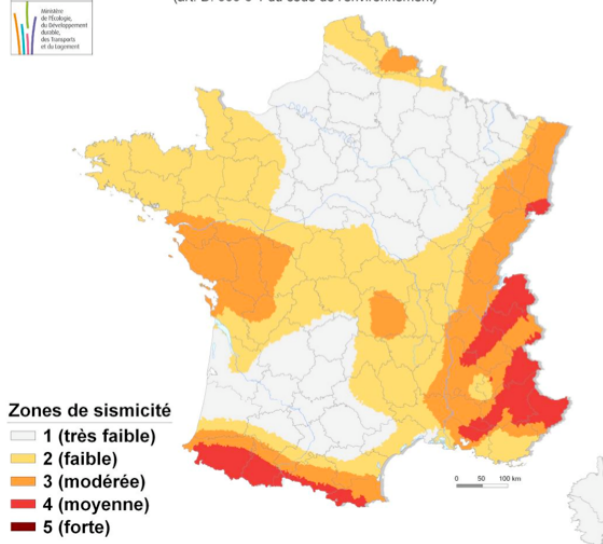 Ministère
de l'Écologie,
du Développement
durable,
des Transports
et du Logement
Zones de sismicité
1 (très faible)
2 (faible)
3 (modérée)
4 (moyenne)
5 (forte)
0 50 100 km